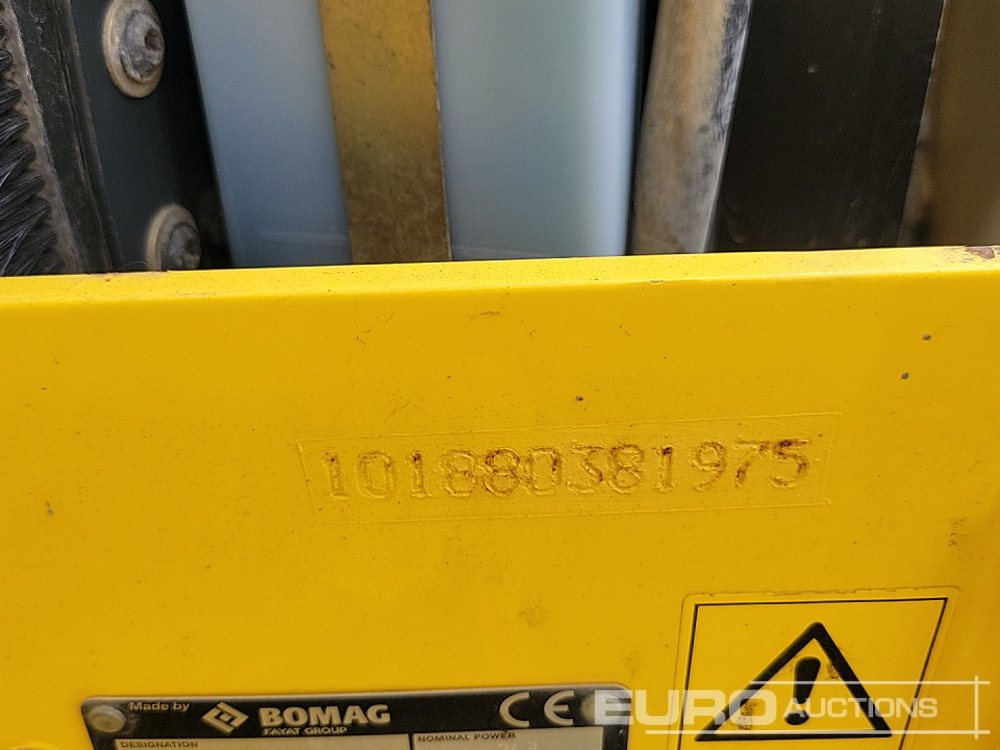 101880381975
Made by BOMAG CE
FAYAT GROUP
DESIGNATION NOMINAL POWER
EURO AUCTIONS